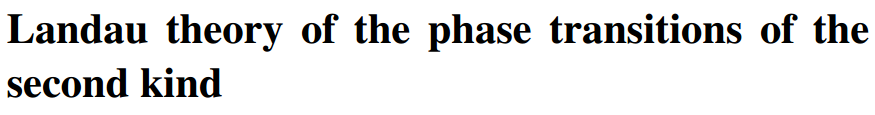 Landau theory of the phase transitions of the
second kind